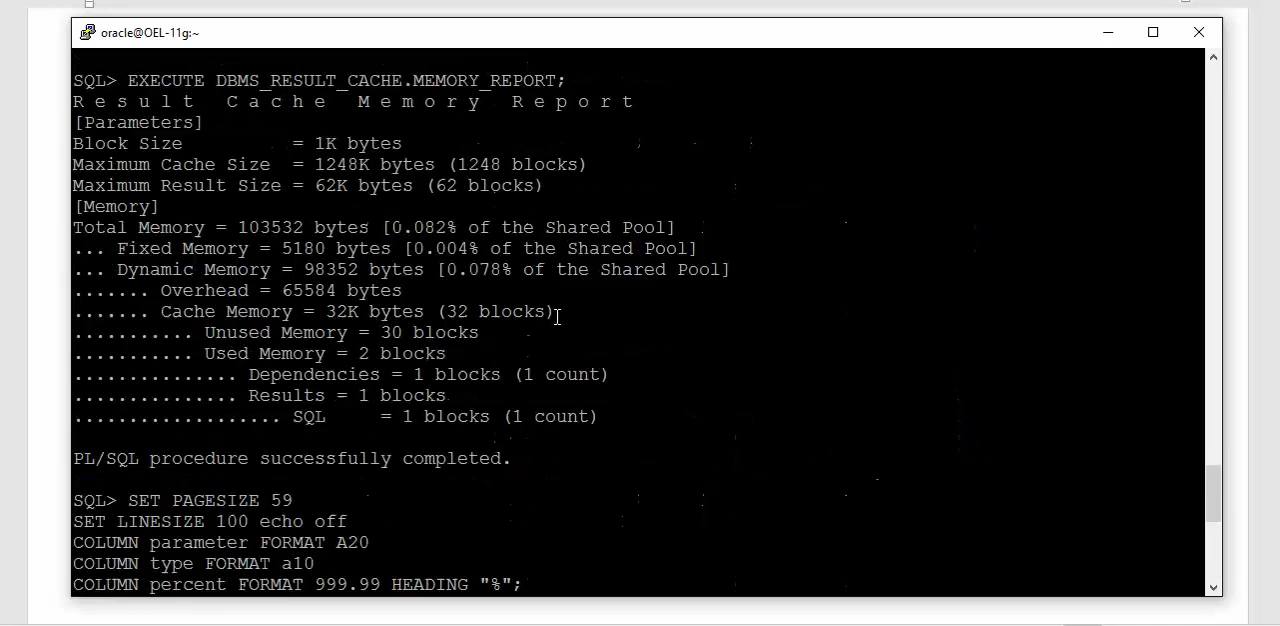 oracle@OEL-11g:~
SQL> EXECUTE DBMS_RESULT_CACHE.MEMORY_REPORT;
R e s u l t   C a c h e   M e m o r y   R e p o r t
[Parameters]
Block Size          = 1K bytes
Maximum Cache Size  = 1248K bytes (1248 blocks)
Maximum Result Size = 62K bytes (62 blocks)
[Memory]
Total Memory = 103532 bytes [0.082% of the Shared Pool]
... Fixed Memory = 5180 bytes [0.004% of the Shared Pool]
... Dynamic Memory = 98352 bytes [0.078% of the Shared Pool]
....... Overhead = 65584 bytes
....... Cache Memory = 32K bytes (32 blocks)
........... Unused Memory = 30 blocks
........... Used Memory = 2 blocks
............... Dependencies = 1 blocks (1 count)
............... Results = 1 blocks
................... SQL     = 1 blocks (1 count)
PL/SQL procedure successfully completed.
SQL> SET PAGESIZE 59
SET LINESIZE 100 echo off
COLUMN parameter FORMAT A20
COLUMN type FORMAT a10
COLUMN percent FORMAT 999.99 HEADING "%";